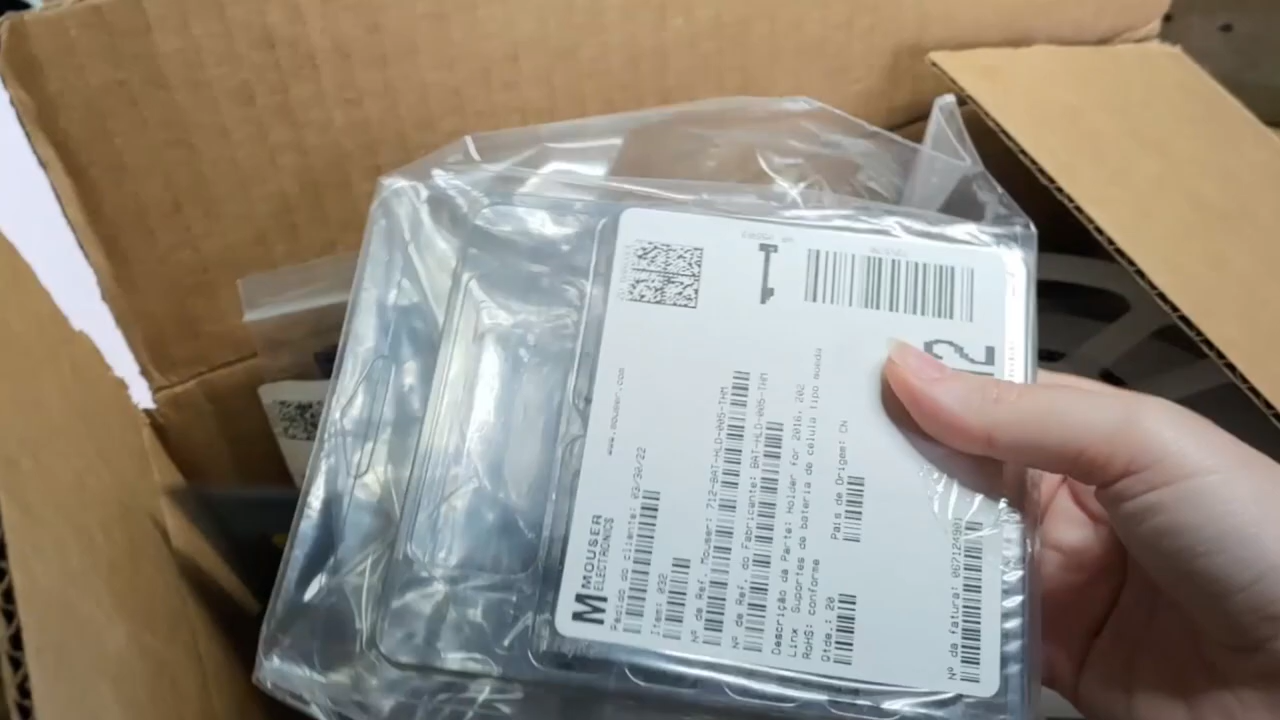 MOUSER
ELECTRONICS
www.mouser.com
Pedido do cliente: 03/30/22
Item: 032
Nº de Ref. Mouser: 712-BAT-HLD-005-THM
Nº de Ref. do Fabricante: BAT-HLD-005-THM
Descrição da Parte: Holder for 2016, 202
Linx Suportes de bateria de célula tipo moeda
RoHS: conforme
País de Origem: CN
Qtde.: 20
Nº da fatura: 067124901